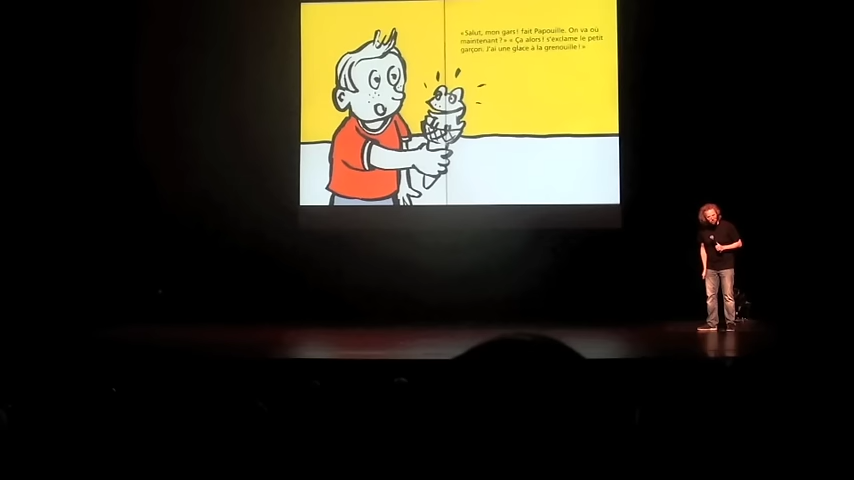 «Salut, mon gars! fait Papouille. On va où
maintenant?» «Ça alors! s'exclame le petit
garçon. J'ai une glace à la grenouille!»